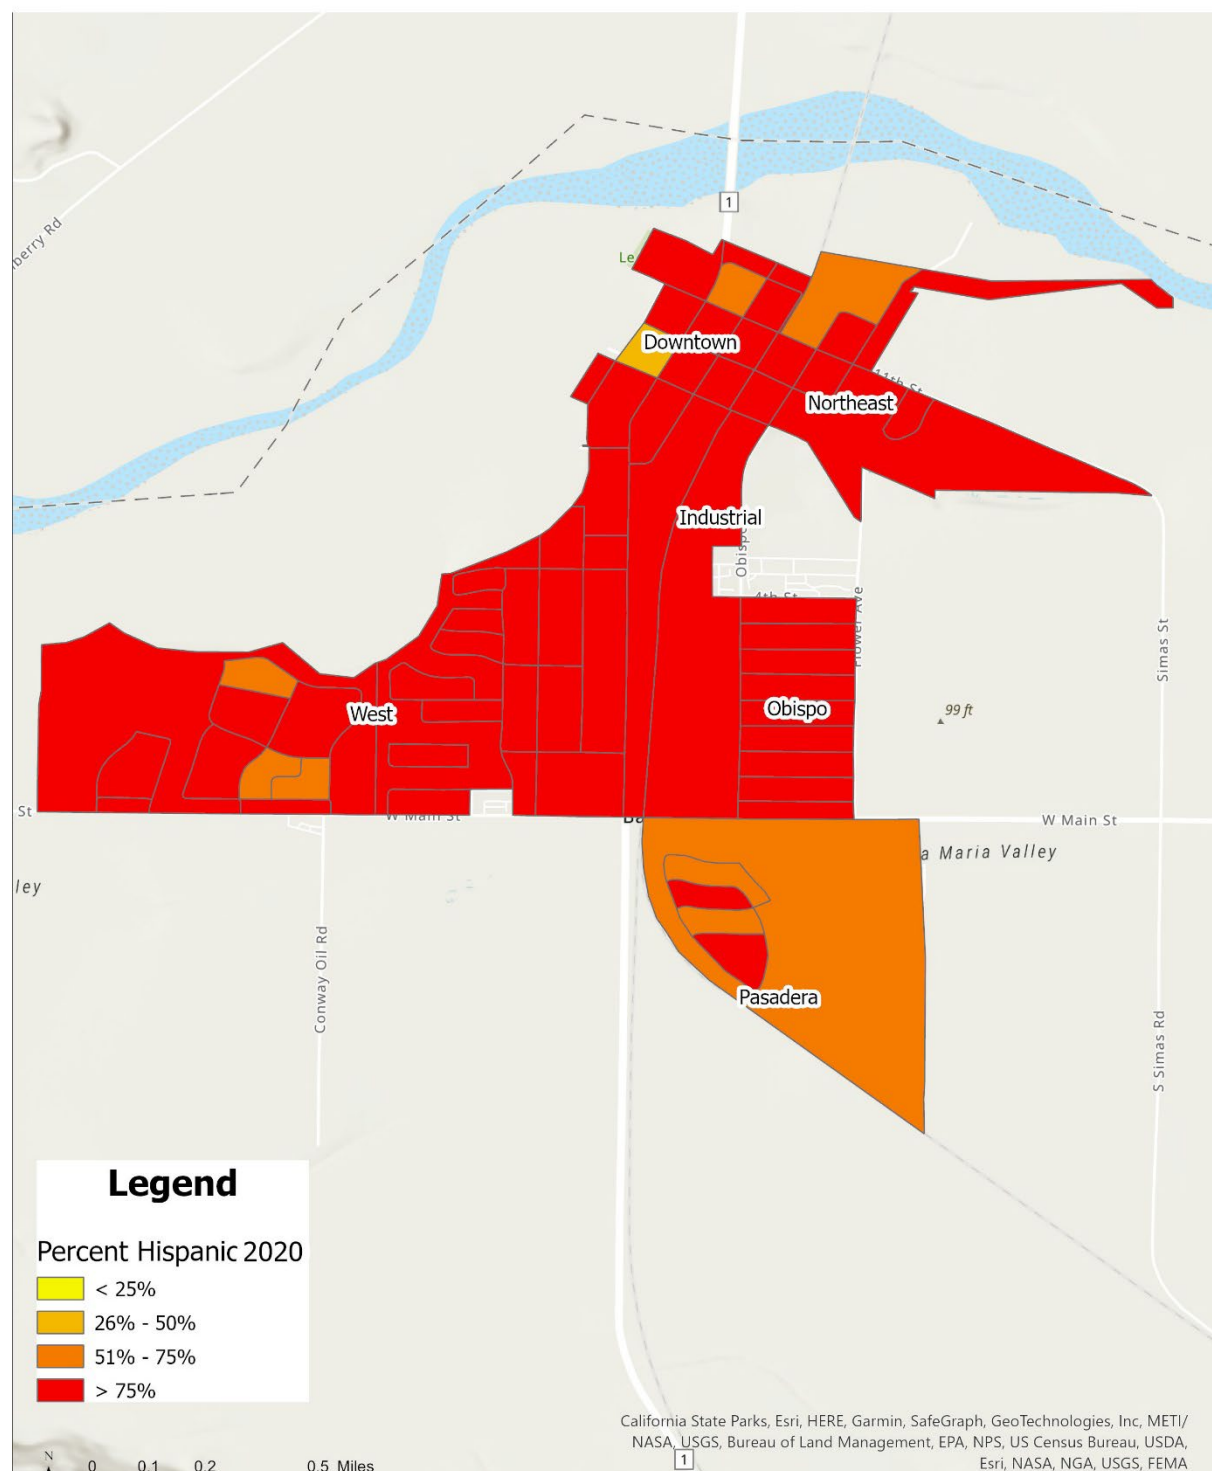 1
berry Rd
Le
Downtown
11th St
Northeast
Industrial
Obispo
4th St
Flower Ave
Simas St
West
Obispo
99 ft
St
W Main St
Ba
W Main St
a Maria Valley
ley
Conway Oil Rd
Pasadera
S Simas Rd
Legend
Percent Hispanic 2020
< 25%
26% - 50%
51% - 75%
> 75%
California State Parks, Esri, HERE, Garmin, SafeGraph, GeoTechnologies, Inc, METI/
NASA, USGS, Bureau of Land Management, EPA, NPS, US Census Bureau, USDA,
Esri, NASA, NGA, USGS, FEMA
1
N
0 0.1 0.2 0.5 Miles